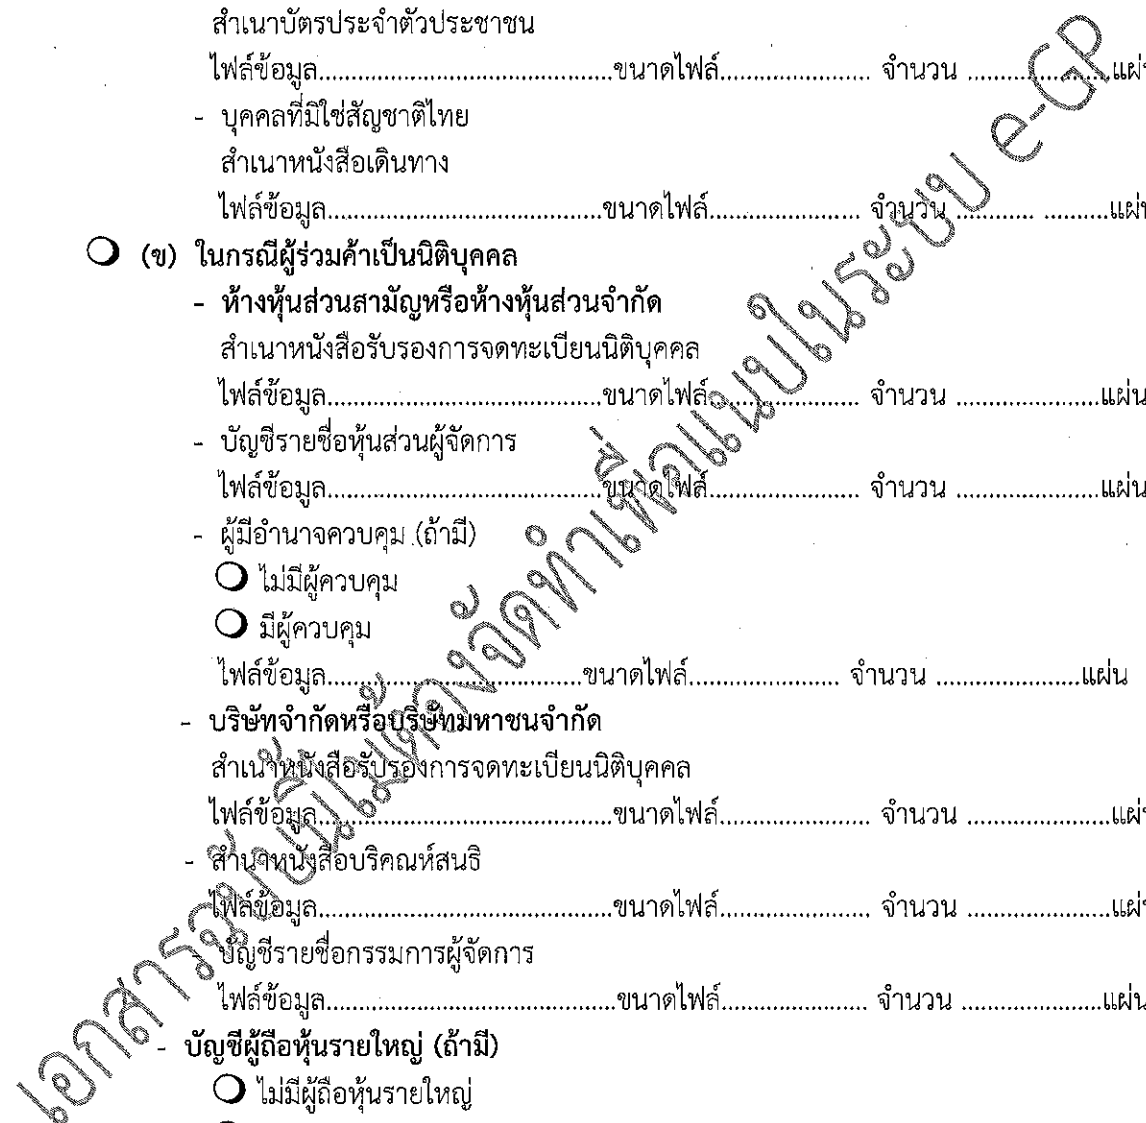 สำเนาบัตรประจำตัวประชาชน
ไฟล์ข้อมูล..........................................ขนาดไฟล์...................... จำนวน .....................แผ่
- บุคคลที่มิใช่สัญชาติไทย
สำเนาหนังสือเดินทาง
ไฟล์ข้อมูล........................................ขนาดไฟล์...................... จำนวน ............ ..........แผ่
(ข) ในกรณีผู้ร่วมค้าเป็นนิติบุคคล
- ห้างหุ้นส่วนสามัญหรือห้างหุ้นส่วนจำกัด
สำเนาหนังสือรับรองการจดทะเบียนนิติบุคคล
ไฟล์ข้อมูล........................................ขนาดไฟล์...................... จำนวน .....................แผ่น
- บัญชีรายชื่อหุ้นส่วนผู้จัดการ
ไฟล์ข้อมูล........................................ขนาดไฟล์...................... จำนวน .....................แผ่น
- ผู้มีอำนาจควบคุม (ถ้ามี)
ไม่มีผู้ควบคุม
มีผู้ควบคุม
ไฟล์ข้อมูล.....................................ขนาดไฟล์...................... จำนวน .........................แผ่น
- บริษัทจำกัดหรือบริษัทมหาชนจำกัด
สำเนาหนังสือรับรองการจดทะเบียนนิติบุคคล
ไฟล์ข้อมูล...........................................ขนาดไฟล์...................... จำนวน .....................แผ่
- สำนาหนังสือบริคณห์สนธิ
ไฟล์ข้อมูล...........................................ขนาดไฟล์...................... จำนวน .....................แผ่
- บัญชีรายชื่อกรรมการผู้จัดการ
ไฟล์ข้อมูล..........................................ขนาดไฟล์..................... จำนวน .....................แผ่น
- บัญชีผู้ถือหุ้นรายใหญ่ (ถ้ามี)
ไม่มีผู้ถือหุ้นรายใหญ่
เอกสารฉบับนี้ไม่ต้องจัดทำเพื่อแนบในระบบ e-GP